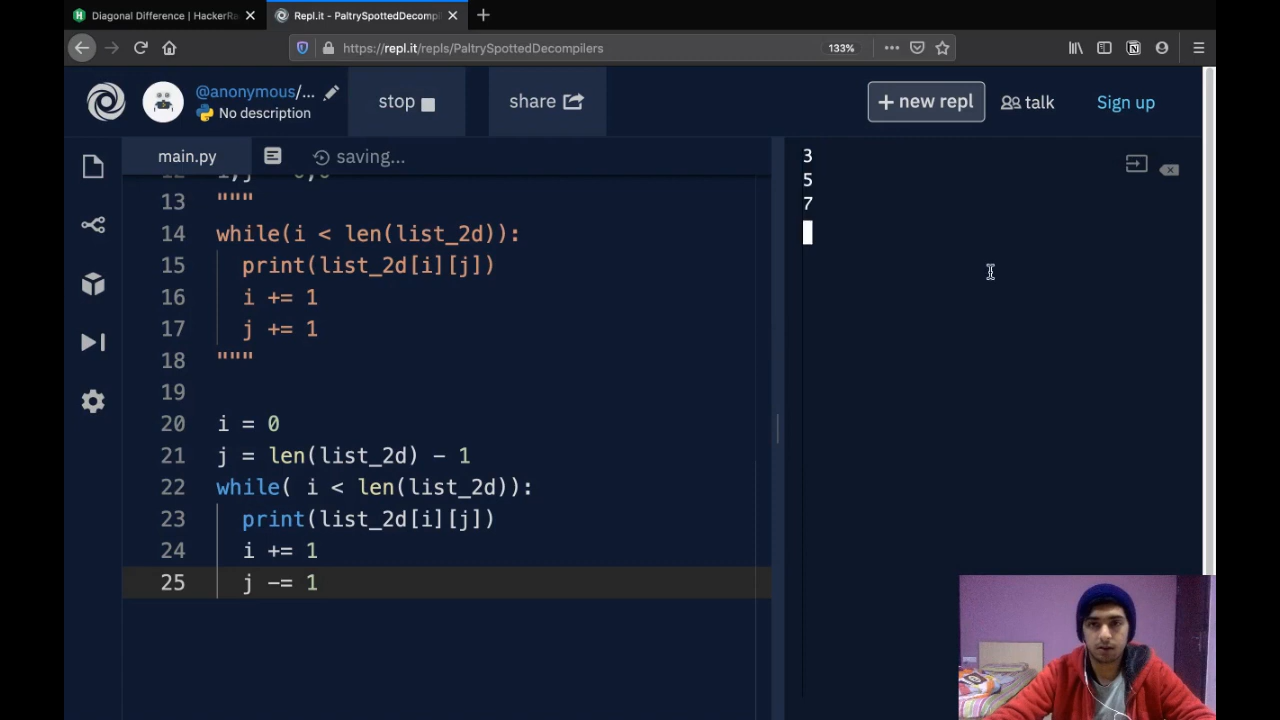 Diagonal Difference | HackerRa
Repl.it - PaltrySpottedDecompil
https://repl.it/repls/PaltrySpottedDecompilers
133%
@anonymous/...
No description
stop
share
+ new repl
talk
Sign up
main.py
saving...
13 """
14 while(i < len(list_2d)):
15 print(list_2d[i][j])
16 i += 1
17 j += 1
18 """
19
20 i = 0
21 j = len(list_2d) - 1
22 while( i < len(list_2d)):
23 print(list_2d[i][j])
24 i += 1
25 j -= 1
3
5
7